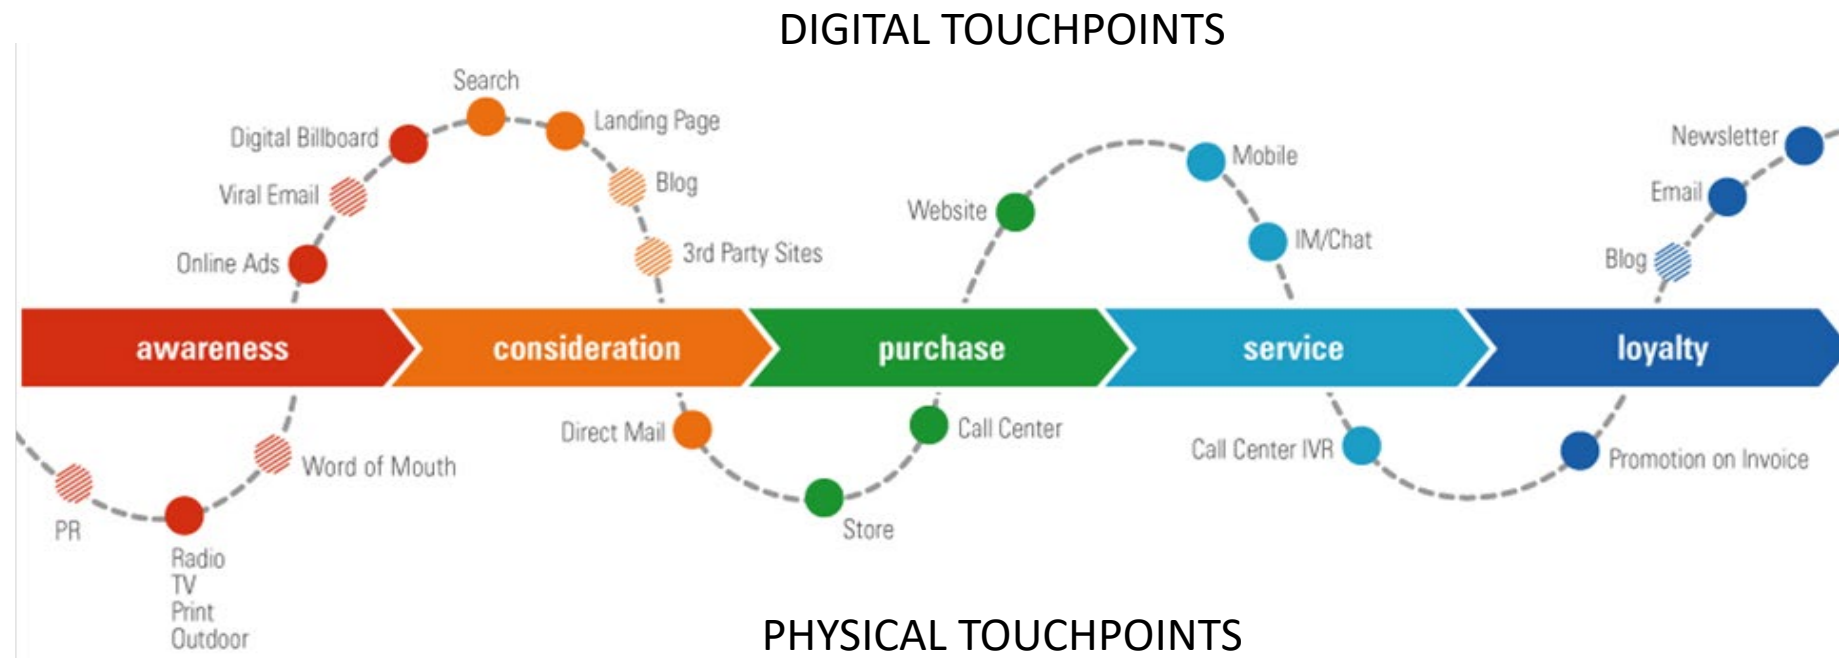 DIGITAL TOUCHPOINTS
Search
Digital Billboard
Landing Page
Viral Email
Blog
Online Ads
3rd Party Sites
Website
Mobile
IM/Chat
Newsletter
Email
Blog
awareness
consideration
purchase
service
loyalty
PR
Radio
TV
Print
Outdoor
Word of Mouth
Direct Mail
Store
Call Center
Call Center IVR
Promotion on Invoice
PHYSICAL TOUCHPOINTS